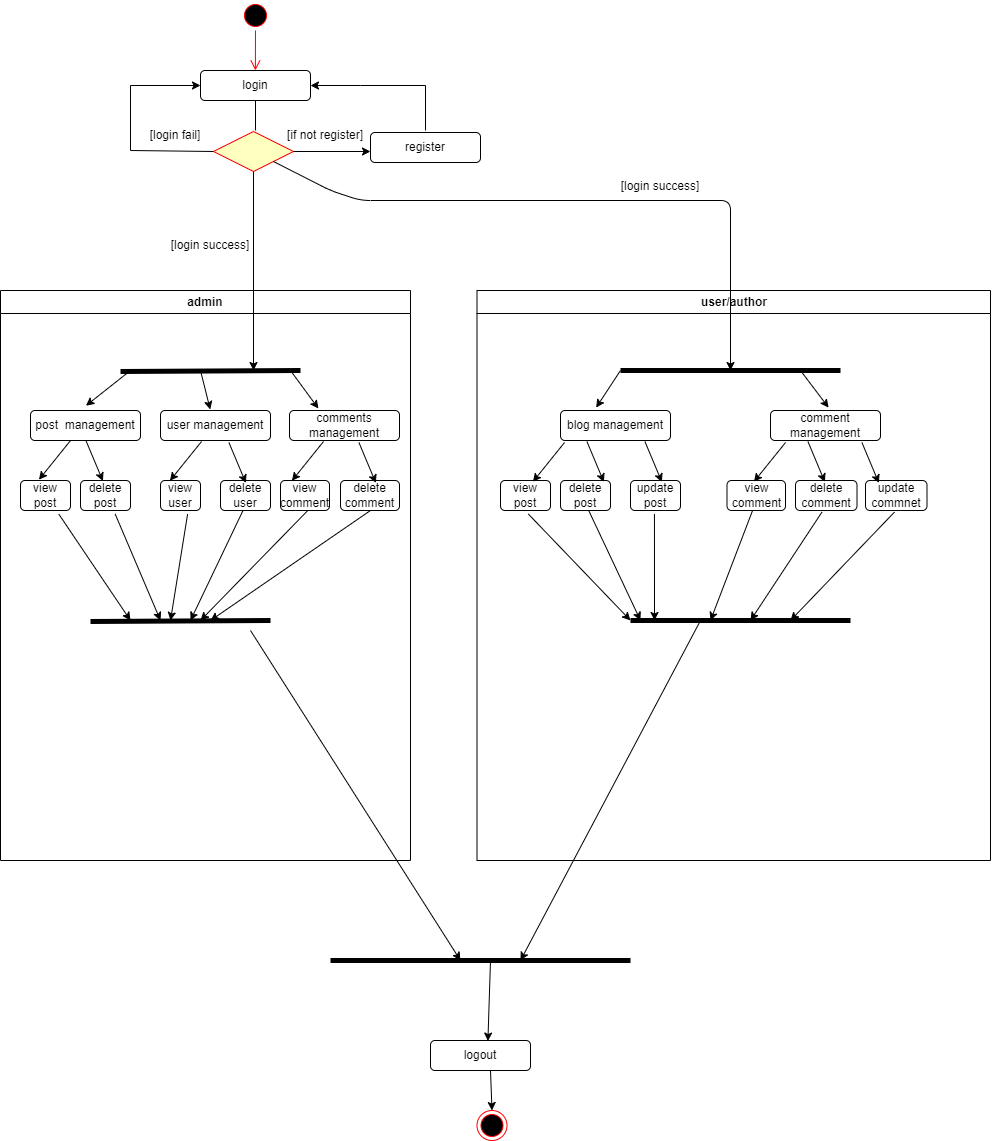 login
[login fail]
[if not register]
register
[login success]
[login success]
admin
user/author
post  management
user management
comments
management
blog management
comment
management
view
post
delete
post
view
user
delete
user
view
comment
delete
comment
view
post
delete
post
update
post
view
comment
delete
comment
update
commnet
logout